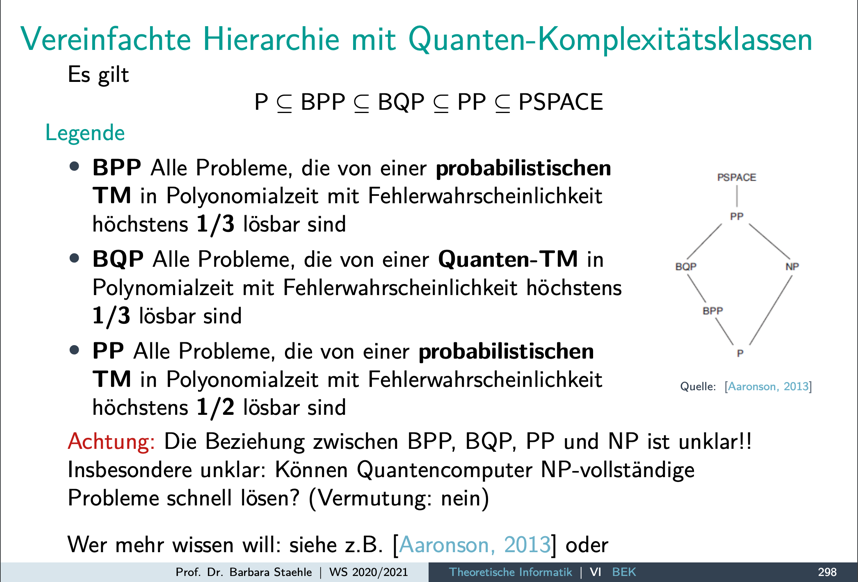 Vereinfachte Hierarchie mit Quanten-Komplexitätsklassen
Es gilt
P ⊆ BPP ⊆ BQP ⊆ PP ⊆ PSPACE
Legende
• BPP Alle Probleme, die von einer probabilistischen
TM in Polyonomialzeit mit Fehlerwahrscheinlichkeit
höchstens 1/3 lösbar sind
• BQP Alle Probleme, die von einer Quanten-TM in
Polynomialzeit mit Fehlerwahrscheinlichkeit höchstens
1/3 lösbar sind
• PP Alle Probleme, die von einer probabilistischen
TM in Polyonomialzeit mit Fehlerwahrscheinlichkeit
höchstens 1/2 lösbar sind
PSPACE
PP
BQP NP
BPP
P
Quelle: [Aaronson, 2013]
Achtung: Die Beziehung zwischen BPP, BQP, PP und NP ist unklar!!
Insbesondere unklar: Können Quantencomputer NP-vollständige
Probleme schnell lösen? (Vermutung: nein)
Wer mehr wissen will: siehe z.B. [Aaronson, 2013] oder
Prof. Dr. Barbara Staehle | WS 2020/2021 Theoretische Informatik | VI BEK 298